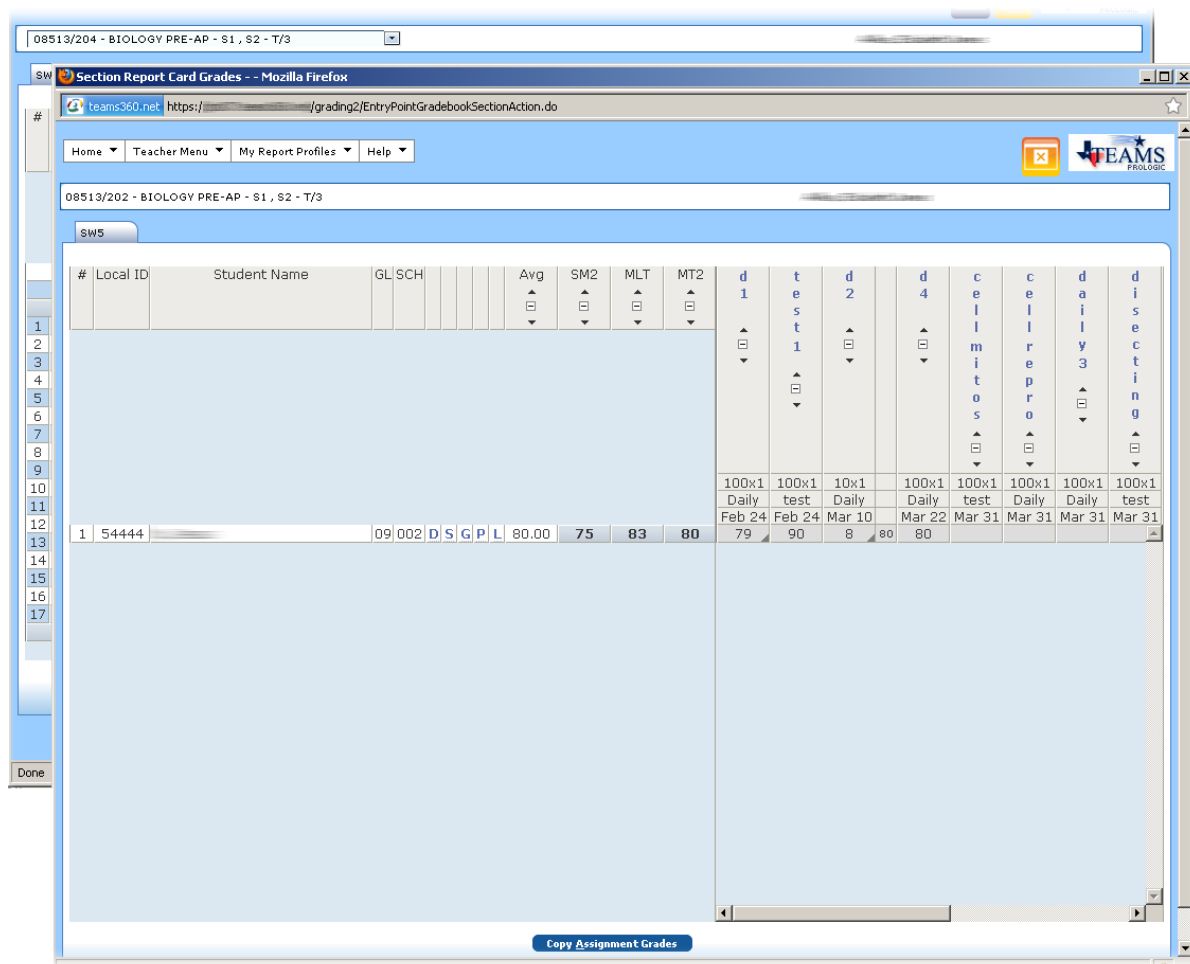 08513/204 - BIOLOGY PRE-AP - S1 , S2 - T/3
SW
Section Report Card Grades - - Mozilla Firefox
teams360.net https:/ /grading2/EntryPointGradebookSectionAction.do
Home Teacher Menu My Report Profiles Help
TEAMS
PROLOGIC
08513/202 - BIOLOGY PRE-AP - S1 , S2 - T/3
SW5
#
# Local ID Student Name GL SCH Avg SM2 MLT MT2 d1 test1 d2 d4 cellmitos cellrepro daily3 disecting
100x1 100x1 10x1 100x1 100x1 100x1 100x1 100x1
Daily test Daily Daily test Daily Daily test
Feb 24 Feb 24 Mar 10 Mar 22 Mar 31 Mar 31 Mar 31 Mar 31
1 54444 09 002 D S G P L 80.00 75 83 80 79 90 8 80 80
1
2
3
4
5
6
7
8
9
10
11
12
13
14
15
16
17
Done
Copy Assignment Grades